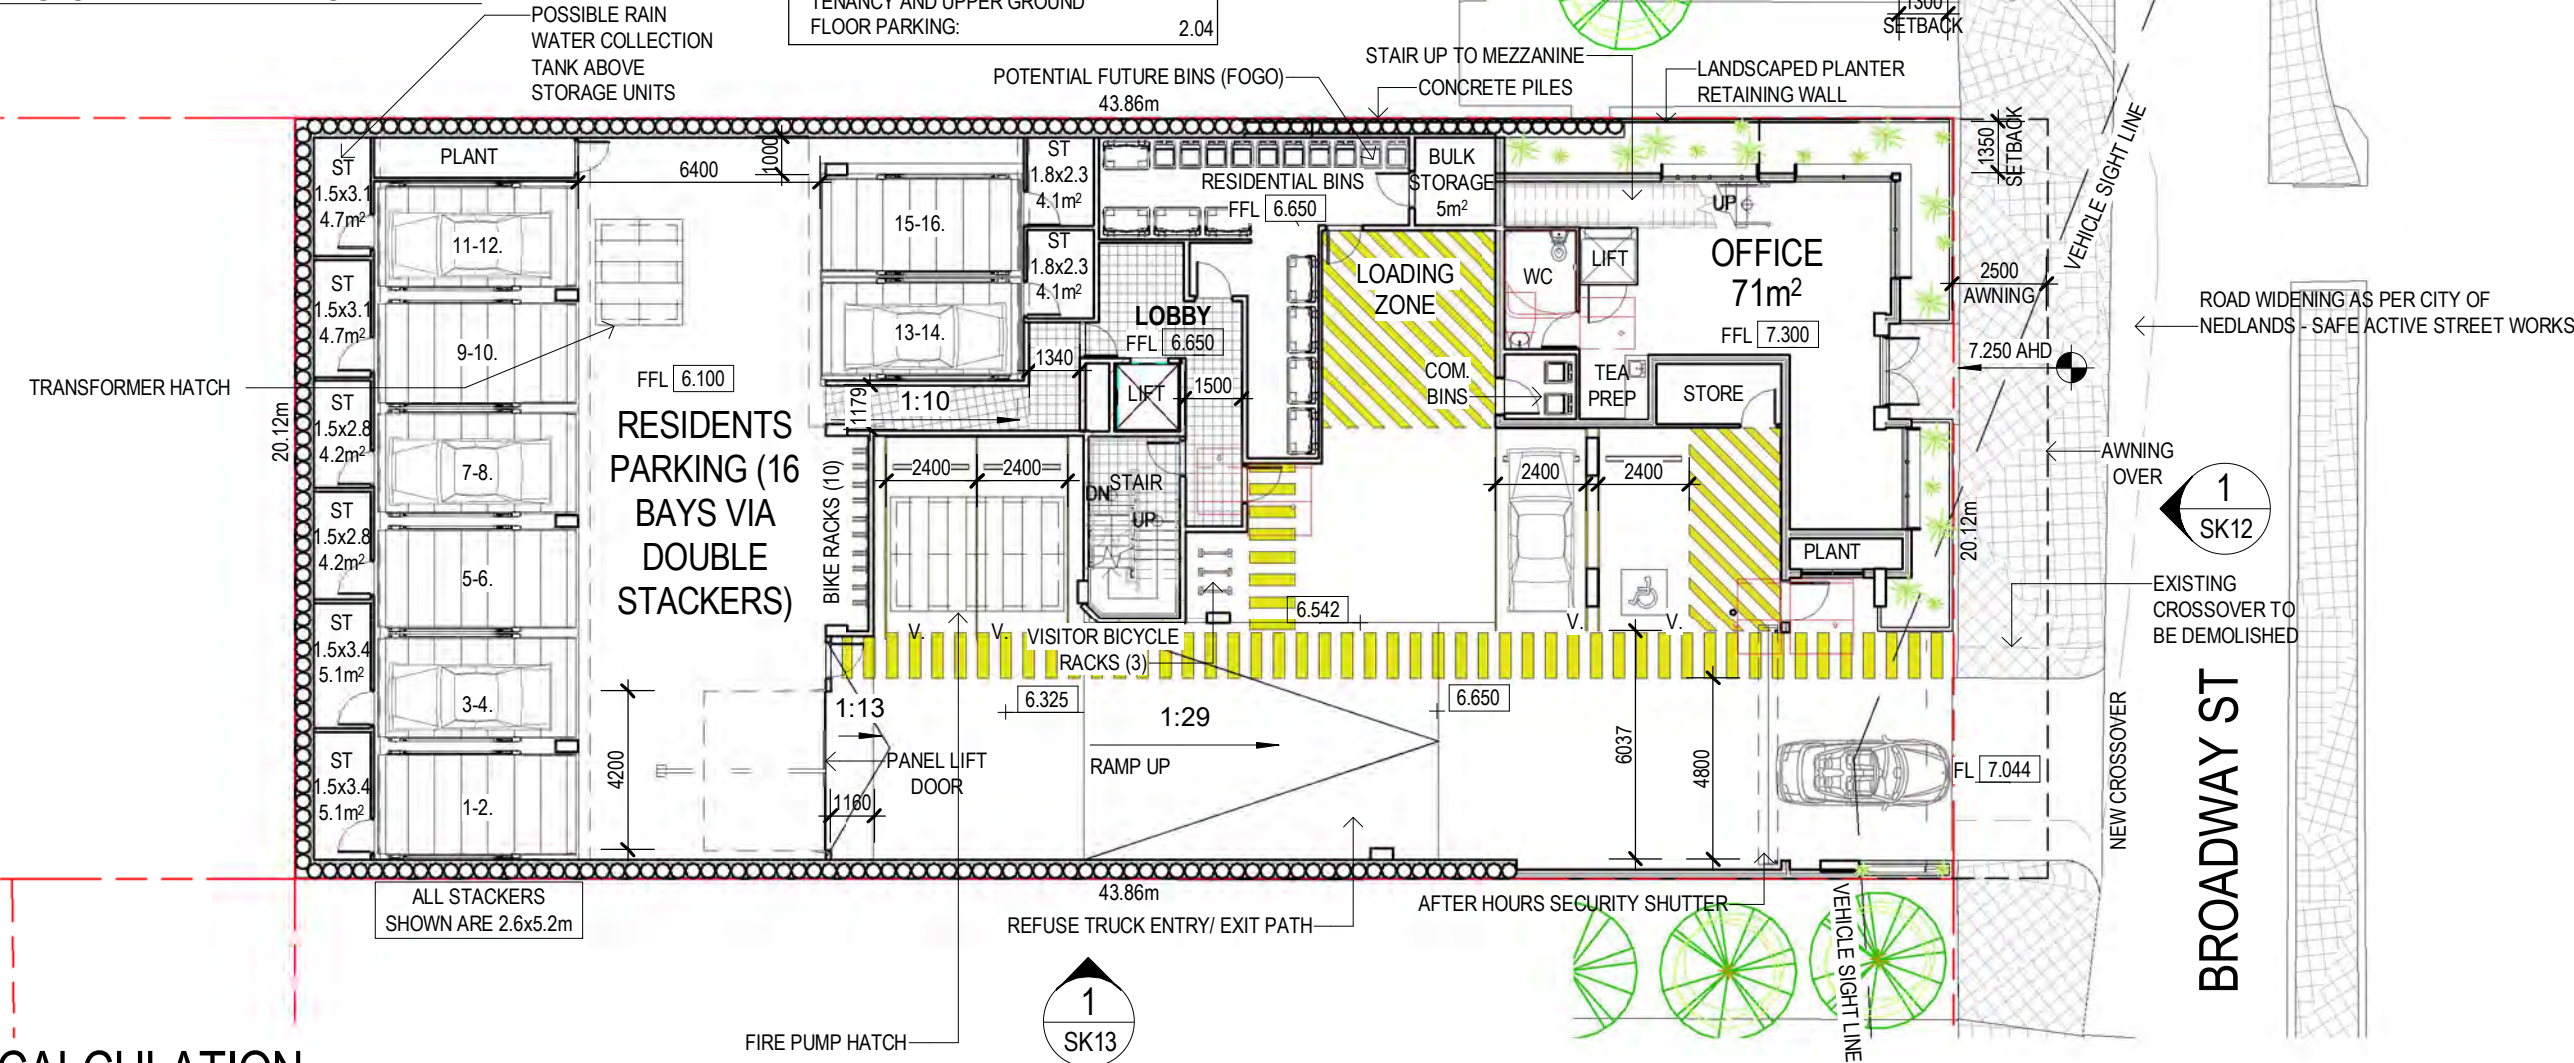 TENANCY AND UPPER GROUND
FLOOR PARKING: 2.04
POSSIBLE RAIN
WATER COLLECTION
TANK ABOVE
STORAGE UNITS
1300
SETBACK
STAIR UP TO MEZZANINE
POTENTIAL FUTURE BINS (FOGO)
CONCRETE PILES
LANDSCAPED PLANTER
RETAINING WALL
43.86m
1350
SETBACK
VEHICLE SIGHT LINE
PLANT
6400
1000
ST
1.5x3.1
4.7m²
ST
1.5x3.1
4.7m²
ST
1.5x2.8
4.2m²
ST
1.5x2.8
4.2m²
ST
1.5x3.4
5.1m²
ST
1.5x3.4
5.1m²
11-12.
9-10.
7-8.
5-6.
3-4.
1-2.
15-16.
13-14.
ST
1.8x2.3
4.1m²
ST
1.8x2.3
4.1m²
RESIDENTIAL BINS
FFL 6.650
BULK
STORAGE
5m²
UP
OFFICE
71m²
FFL 7.300
LOADING
ZONE
WC
LIFT
LOBBY
FFL 6.650
1340
LIFT
1500
1179
1:10
COM.
BINS
TEA
PREP
STORE
2500
AWNING
ROAD WIDENING AS PER CITY OF
NEDLANDS - SAFE ACTIVE STREET WORKS
7.250 AHD
TRANSFORMER HATCH
20.12m
FFL 6.100
RESIDENTS
PARKING (16
BAYS VIA
DOUBLE
STACKERS)
BIKE RACKS (10)
2400
2400
STAIR
DN
UP
2400
2400
AWNING
OVER
1
SK12
20.12m
PLANT
EXISTING
CROSSOVER TO
BE DEMOLISHED
6.542
V.
V.
V.
V.
VISITOR BICYCLE
RACKS (3)
6.325
6.650
1:13
1:29
RAMP UP
PANEL LIFT
DOOR
4200
1160
6037
4800
FL 7.044
NEW CROSSOVER
BROADWAY ST
ALL STACKERS
SHOWN ARE 2.6x5.2m
43.86m
REFUSE TRUCK ENTRY/ EXIT PATH
AFTER HOURS SECURITY SHUTTER
VEHICLE SIGHT LINE
1
SK13
FIRE PUMP HATCH
CALCULATION